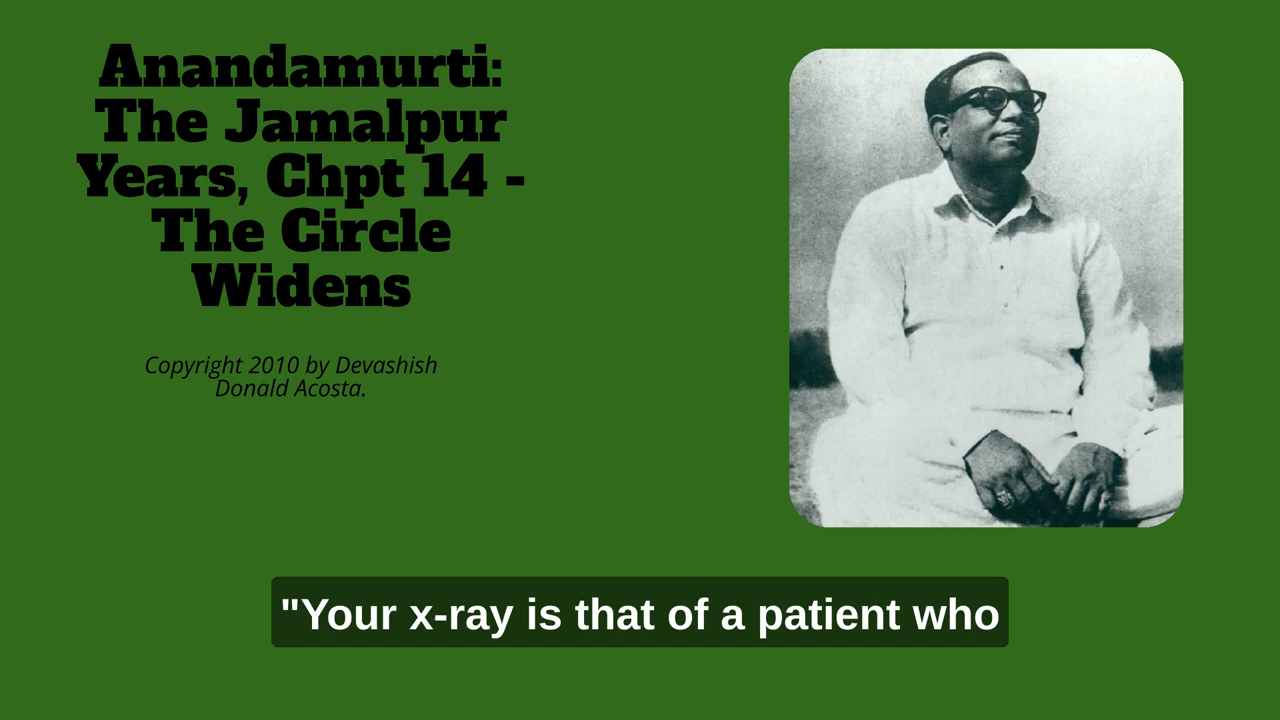 Anandamurti:
The Jamalpur
Years, Chpt 14 -
The Circle
Widens
Copyright 2010 by Devashish
Donald Acosta.
"Your x-ray is that of a patient who